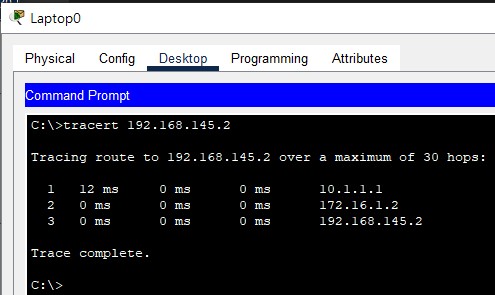 Laptop0
Physical Config Desktop Programming Attributes
Command Prompt
C:\>tracert 192.168.145.2
Tracing route to 192.168.145.2 over a maximum of 30 hops:
1 12 ms 0 ms 0 ms 10.1.1.1
2 0 ms 0 ms 0 ms 172.16.1.2
3 0 ms 0 ms 0 ms 192.168.145.2
Trace complete.
C:\>